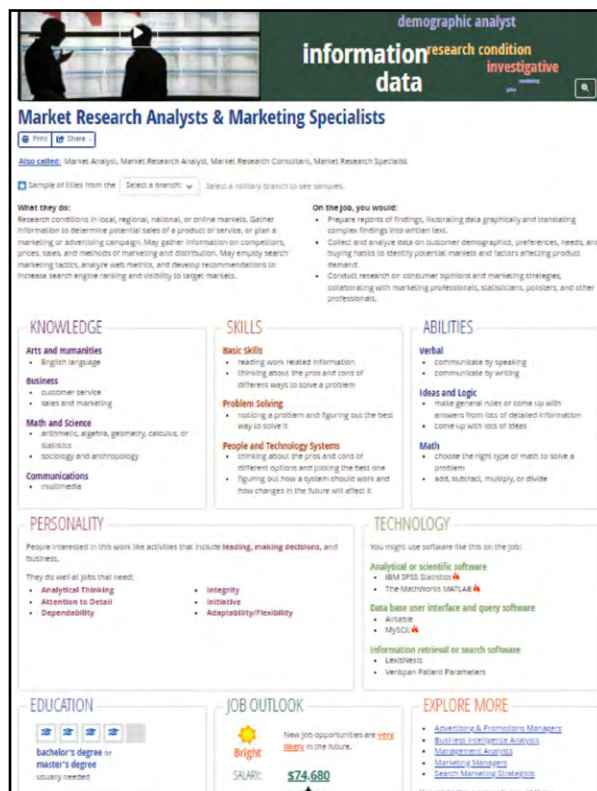 demographic analyst
information
research condition
investigative
data
Market Research Analysts & Marketing Specialists
Print
Share
Also called: Market Analyst, Market Research Analyst, Market Research Consultant, Market Research Specialist
Sample of titles from the
Select a branch:
Select a military branch to see samples.
What they do:
Research conditions in local, regional, national, or online markets. Gather
information to determine potential sales of a product or service, or plan a
marketing or advertising campaign. May gather information on competitors,
prices, sales, and methods of marketing and distribution. May employ search
marketing tactics, analyze web metrics, and develop recommendations to
increase search engine ranking and visibility to target markets.
On the job, you would:
• Prepare reports of findings, illustrating data graphically and translating
complex findings into written text.
• Collect and analyze data on customer demographics, preferences, needs, and
buying habits to identify potential markets and factors affecting product
demand.
• Conduct research on consumer opinions and marketing strategies,
collaborating with marketing professionals, statisticians, pollsters, and other
professionals.
KNOWLEDGE
Arts and Humanities
• English language
Business
• customer service
• sales and marketing
Math and Science
• arithmetic, algebra, geometry, calculus, or
statistics
• sociology and anthropology
Communications
• multimedia
SKILLS
Basic Skills
• reading work related information
• thinking about the pros and cons of
different ways to solve a problem
Problem Solving
• noticing a problem and figuring out the best
way to solve it
People and Technology Systems
• thinking about the pros and cons of
different options and picking the best one
• figuring out how a system should work and
how changes in the future will affect it
ABILITIES
Verbal
• communicate by speaking
• communicate by writing
Ideas and Logic
• make general rules or come up with
answers from lots of detailed information
• come up with lots of ideas
Math
• choose the right type of math to solve a
problem
• add, subtract, multiply, or divide
PERSONALITY
People interested in this work like activities that include leading, making decisions, and
business.
They do well at jobs that need:
• Analytical Thinking
• Attention to Detail
• Dependability
• Integrity
• Initiative
• Adaptability/Flexibility
TECHNOLOGY
You might use software like this on the job:
Analytical or scientific software
• IBM SPSS Statistics
• The MathWorks MATLAB
Data base user interface and query software
• Airtable
• MySQL
Information retrieval or search software
• LexisNexis
• Verispan Patient Parameters
EDUCATION
bachelor's degree or
master's degree
usually needed
JOB OUTLOOK
Bright
New job opportunities are very
likely in the future.
SALARY: $74,680
EXPLORE MORE
• Advertising & Promotions Managers
• Business Intelligence Analysts
• Management Analysts
• Marketing Managers
• Search Marketing Strategists